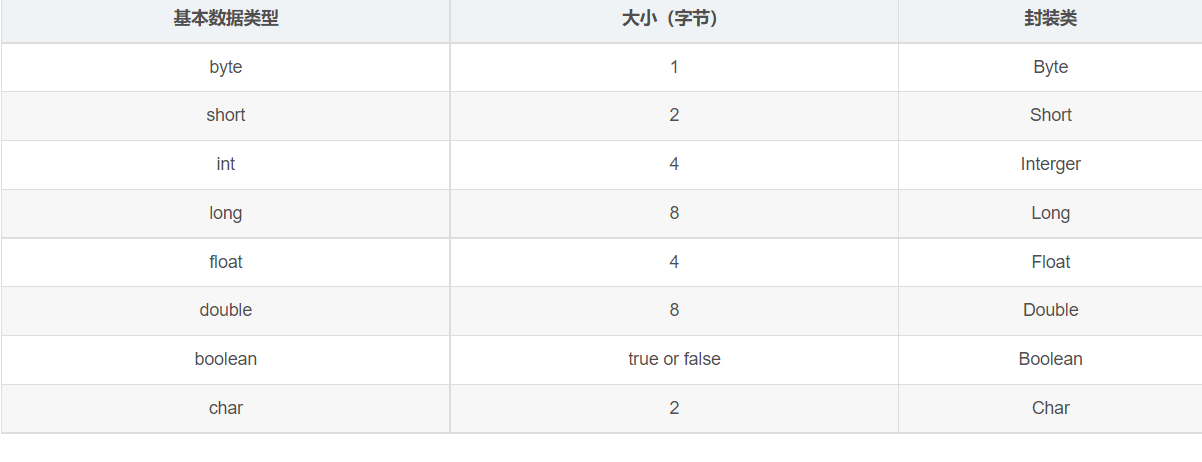 基本数据类型 大小（字节） 封装类
byte 1 Byte
short 2 Short
int 4 Interger
long 8 Long
float 4 Float
double 8 Double
boolean true or false Boolean
char 2 Char